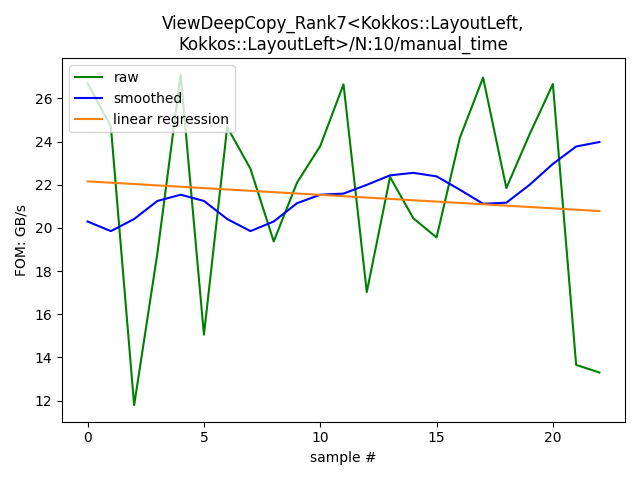 ViewDeepCopy_Rank7<Kokkos::LayoutLeft,
Kokkos::LayoutLeft>/N:10/manual_time
raw
smoothed
linear regression
FOM: GB/s
26
24
22
20
18
16
14
12
0
5
10
15
20
sample #